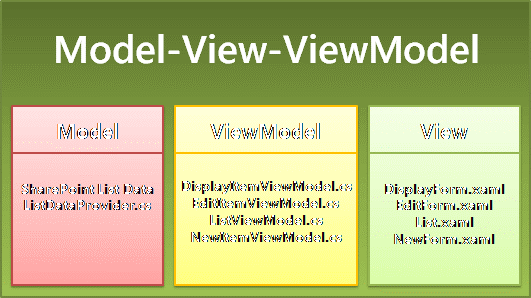 Model-View-ViewModel
Model
SharePoint List Data
ListDataProvider.cs
ViewModel
DisplayItemViewModel.cs
EditItemViewModel.cs
ListViewModel.cs
NewItemViewModel.cs
View
DisplayForm.xaml
EditForm.xaml
List.xaml
NewForm.xaml